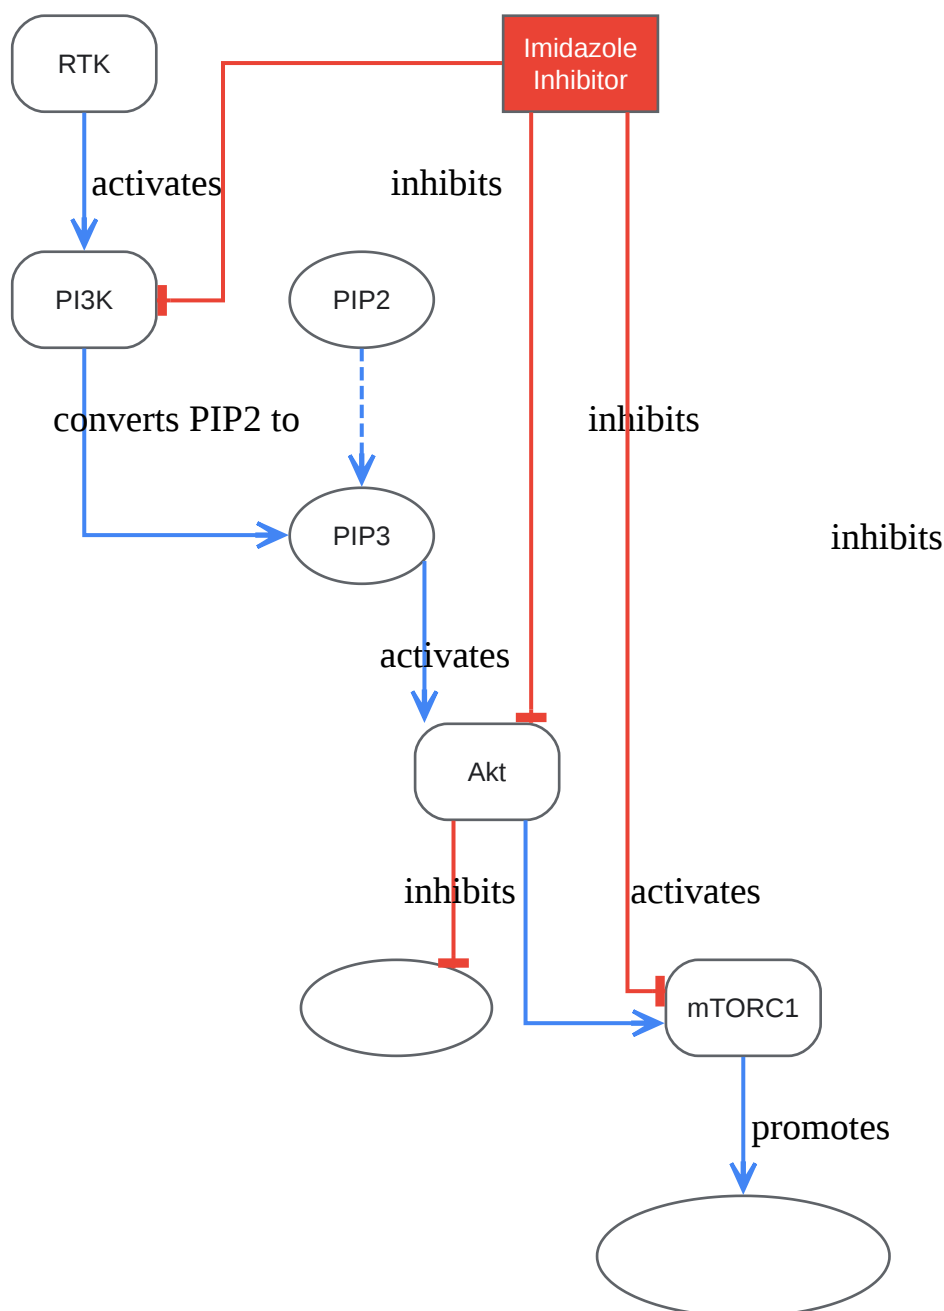 RTK
Imidazole
Inhibitor
activates
inhibits
PI3K
PIP2
converts PIP2 to
inhibits
PIP3
inhibits
activates
Akt
inhibits
activates
mTORC1
promotes